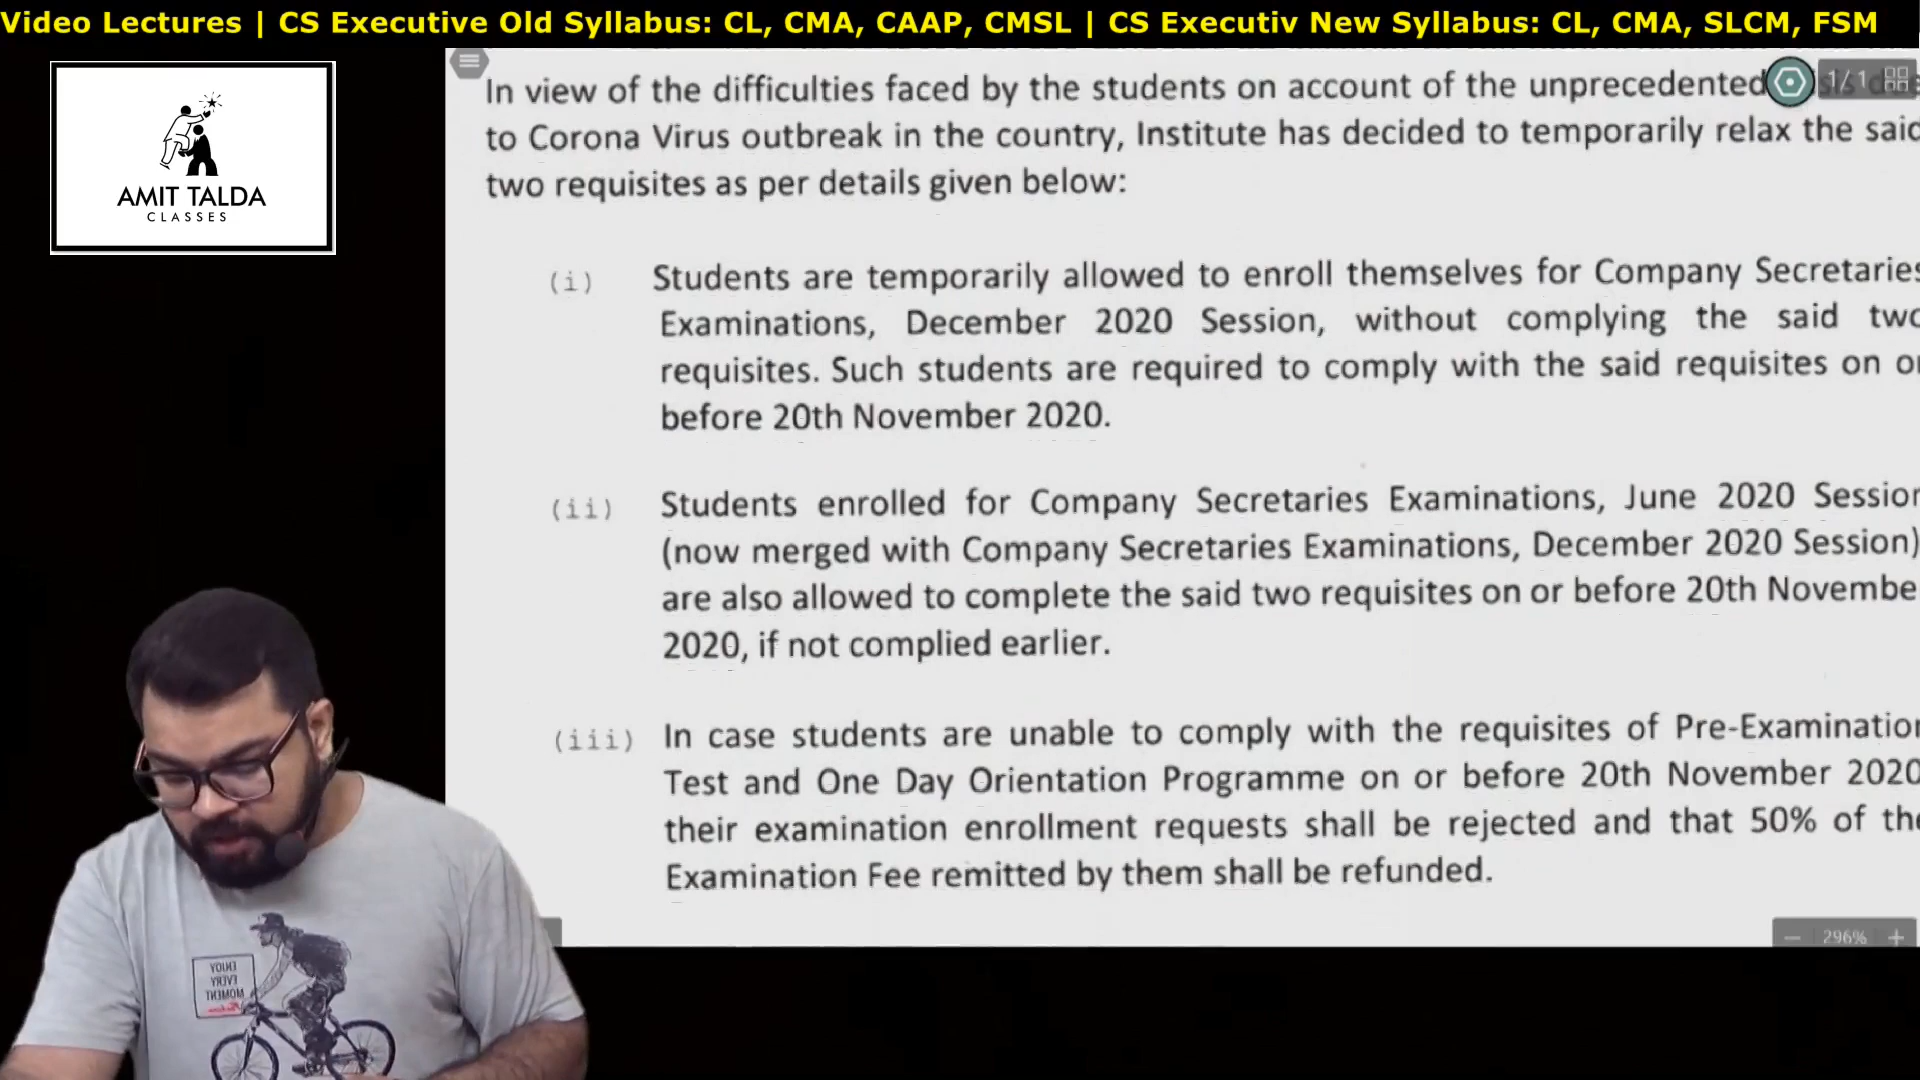 Video Lectures | CS Executive Old Syllabus: CL, CMA, CAAP, CMSL | CS Executiv New Syllabus: CL, CMA, SLCM, FSM
AMIT TALDA
CLASSES
1/1
In view of the difficulties faced by the students on account of the unprecedented
to Corona Virus outbreak in the country, Institute has decided to temporarily relax the said
two requisites as per details given below:
(i) Students are temporarily allowed to enroll themselves for Company Secretaries
Examinations, December 2020 Session, without complying the said two
requisites. Such students are required to comply with the said requisites on or
before 20th November 2020.
(ii) Students enrolled for Company Secretaries Examinations, June 2020 Session
(now merged with Company Secretaries Examinations, December 2020 Session)
are also allowed to complete the said two requisites on or before 20th Novembe
2020, if not complied earlier.
(iii) In case students are unable to comply with the requisites of Pre-Examination
Test and One Day Orientation Programme on or before 20th November 2020
their examination enrollment requests shall be rejected and that 50% of the
Examination Fee remitted by them shall be refunded.
296%
ENJOY
EVERY
MOMENT